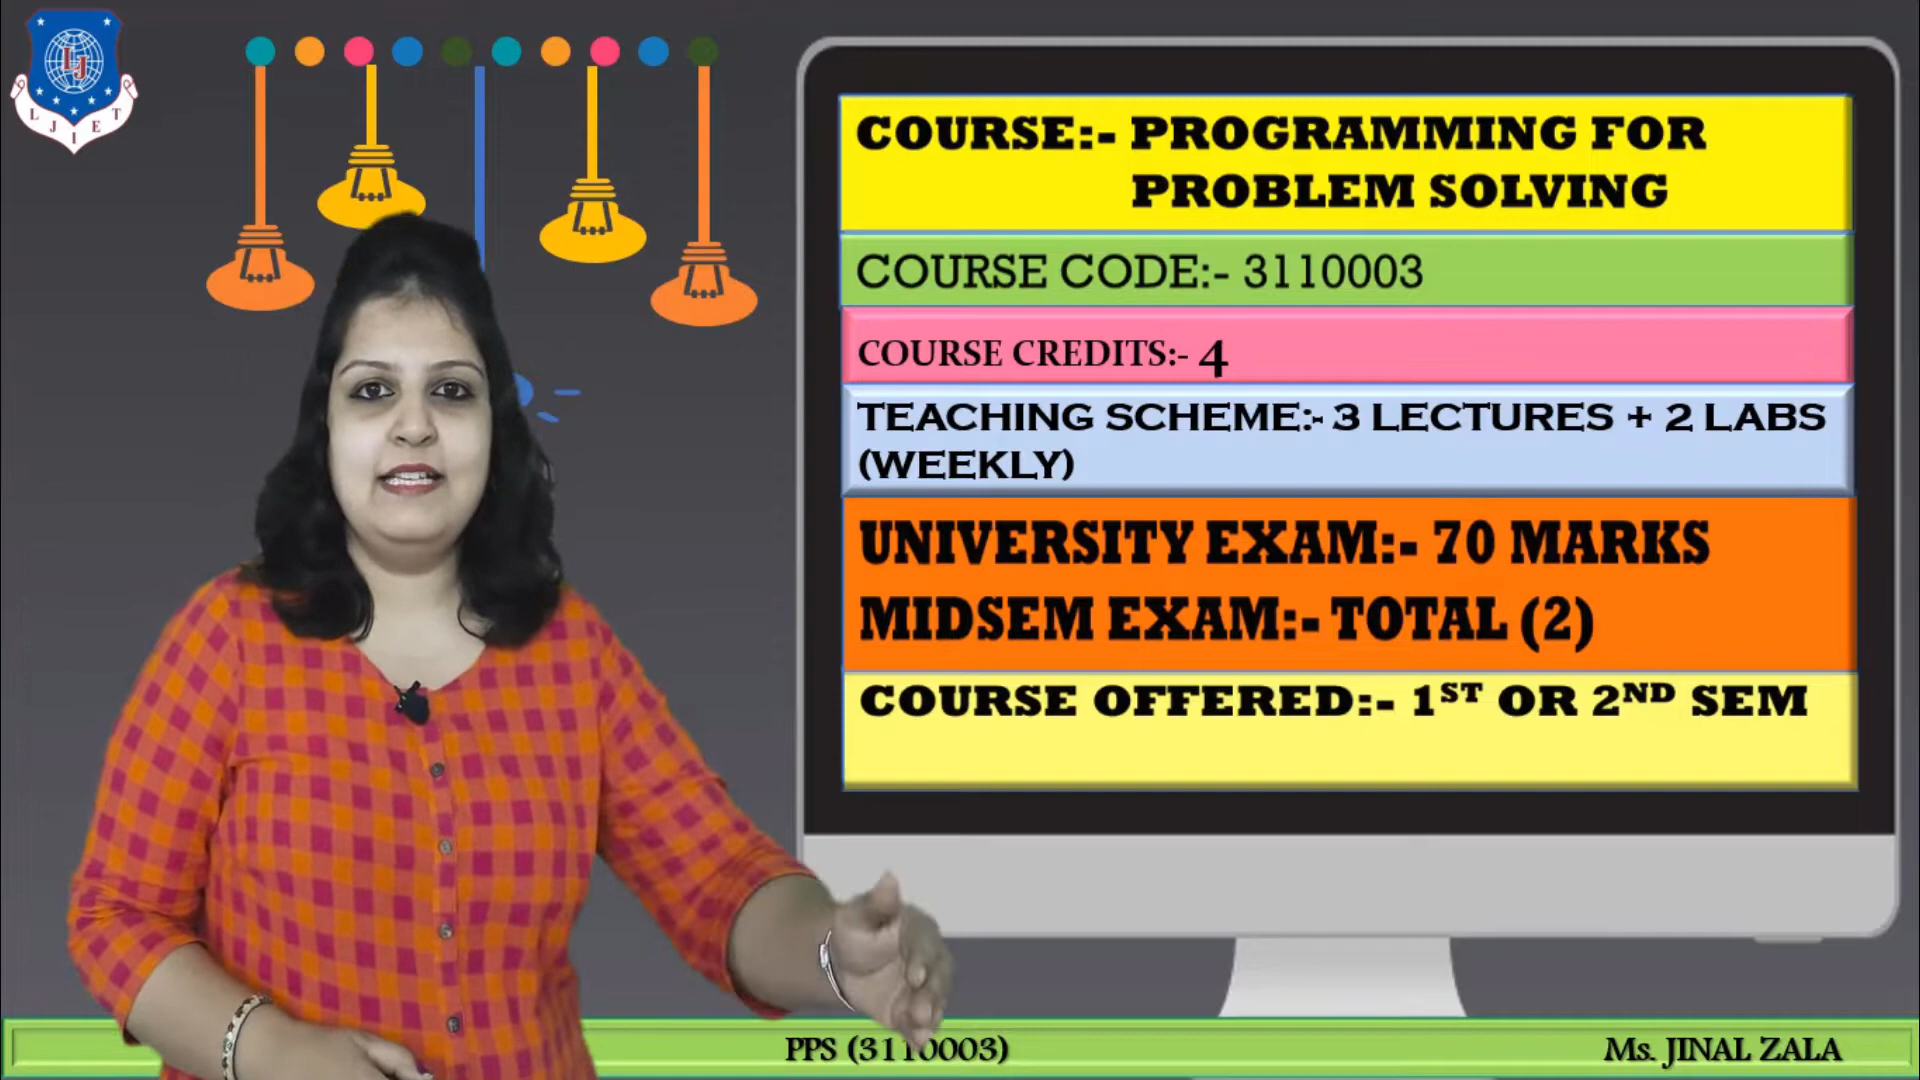 L J I E T
LJ
COURSE:- PROGRAMMING FOR
PROBLEM SOLVING
COURSE CODE:- 3110003
COURSE CREDITS:- 4
TEACHING SCHEME:- 3 LECTURES + 2 LABS
(WEEKLY)
UNIVERSITY EXAM:- 70 MARKS
MIDSEM EXAM:- TOTAL (2)
COURSE OFFERED:- 1ST OR 2ND SEM
PPS (3110003)
Ms. JINAL ZALA